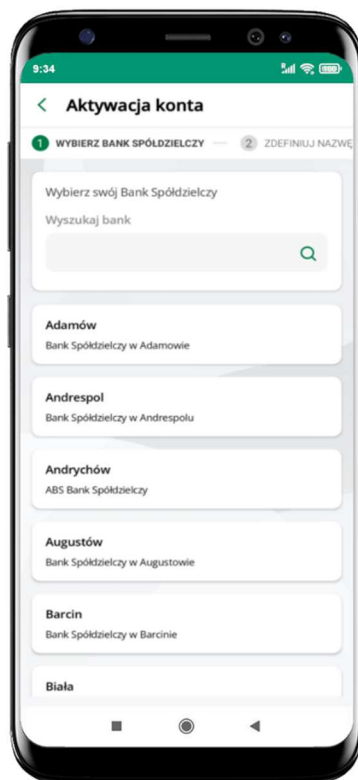 9:34
Aktywacja konta
1 WYBIERZ BANK SPÓŁDZIELCZY 2 ZDEFINIUJ NAZWĘ
Wybierz swój Bank Spółdzielczy
Wyszukaj bank
Adamów
Bank Spółdzielczy w Adamowie
Andrespol
Bank Spółdzielczy w Andrespolu
Andrychów
ABS Bank Spółdzielczy
Augustów
Bank Spółdzielczy w Augustowie
Barcin
Bank Spółdzielczy w Barcinie
Biała